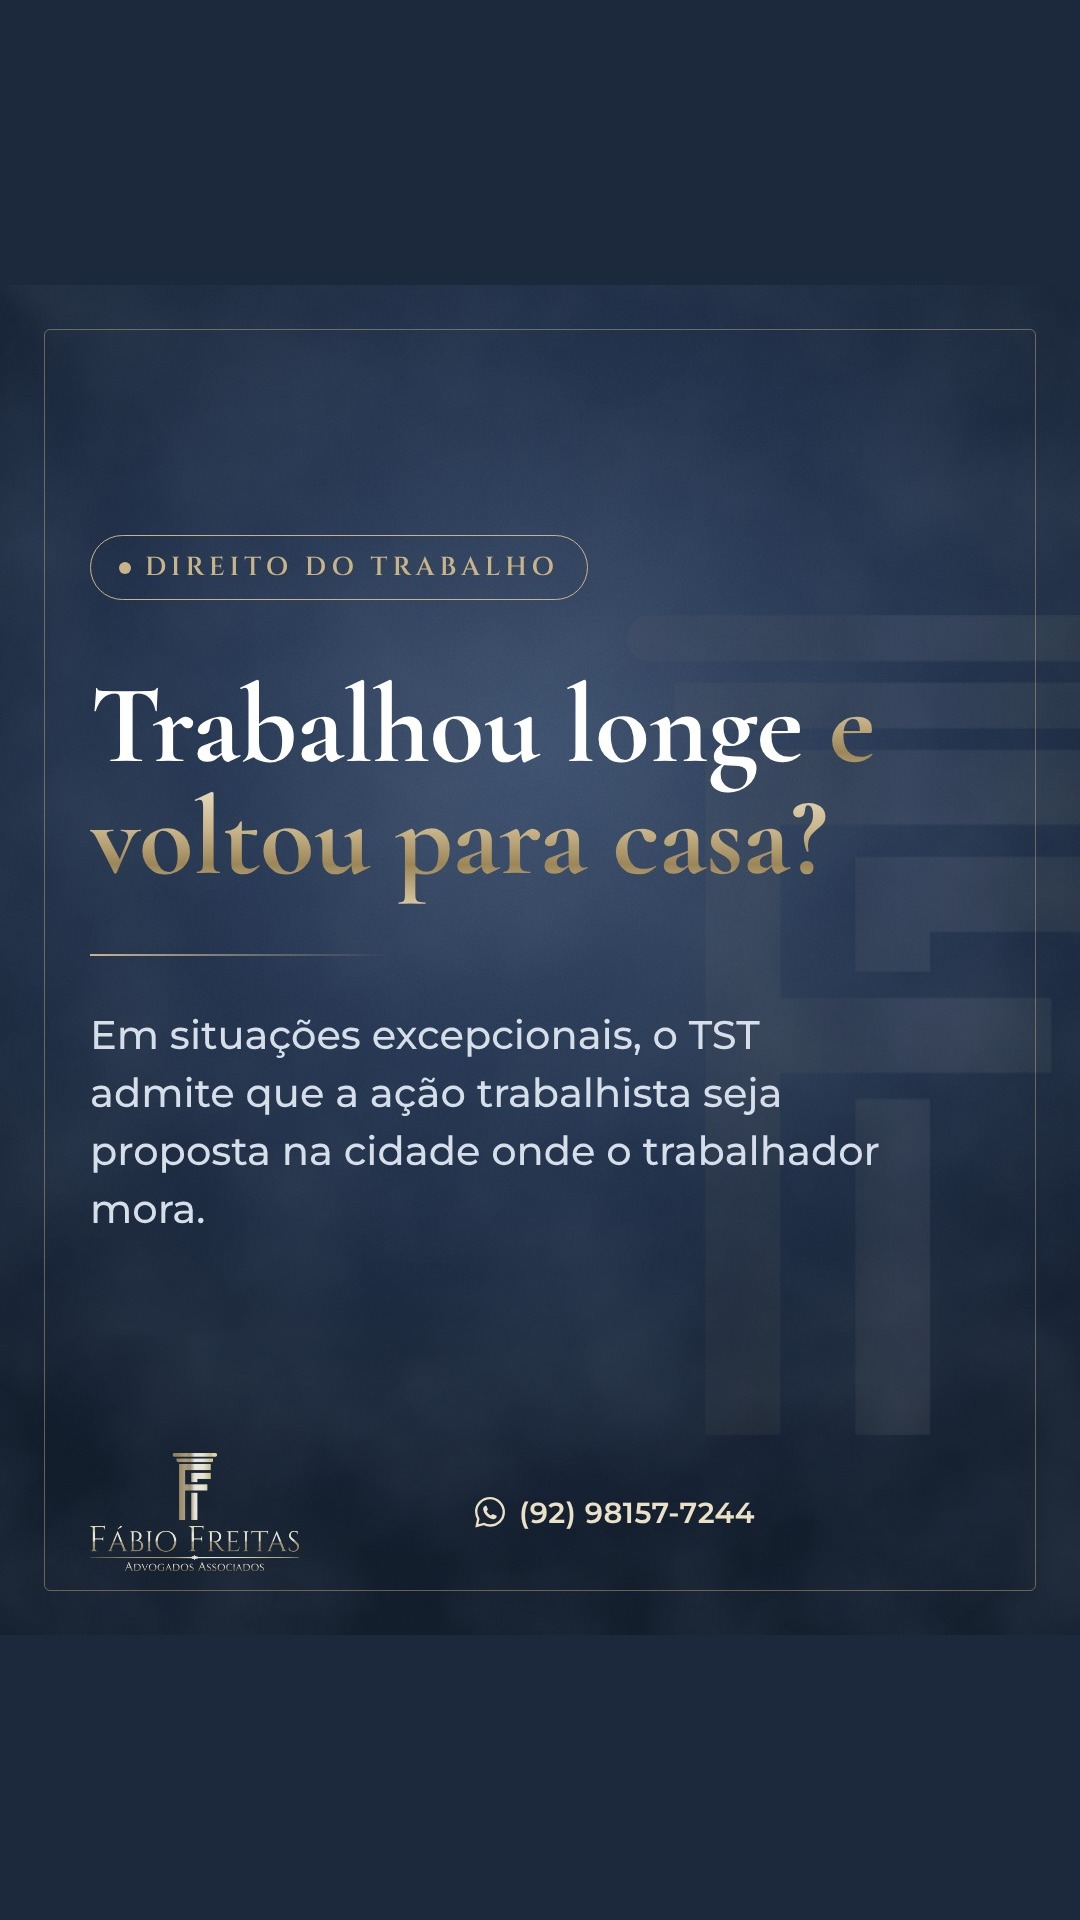 DIREITO DO TRABALHO
Trabalhou longe e
voltou para casa?
Em situações excepcionais, o TST
admite que a ação trabalhista seja
proposta na cidade onde o trabalhador
mora.
FÁBIO FREITAS
ADVOGADOS ASSOCIADOS
(92) 98157-7244